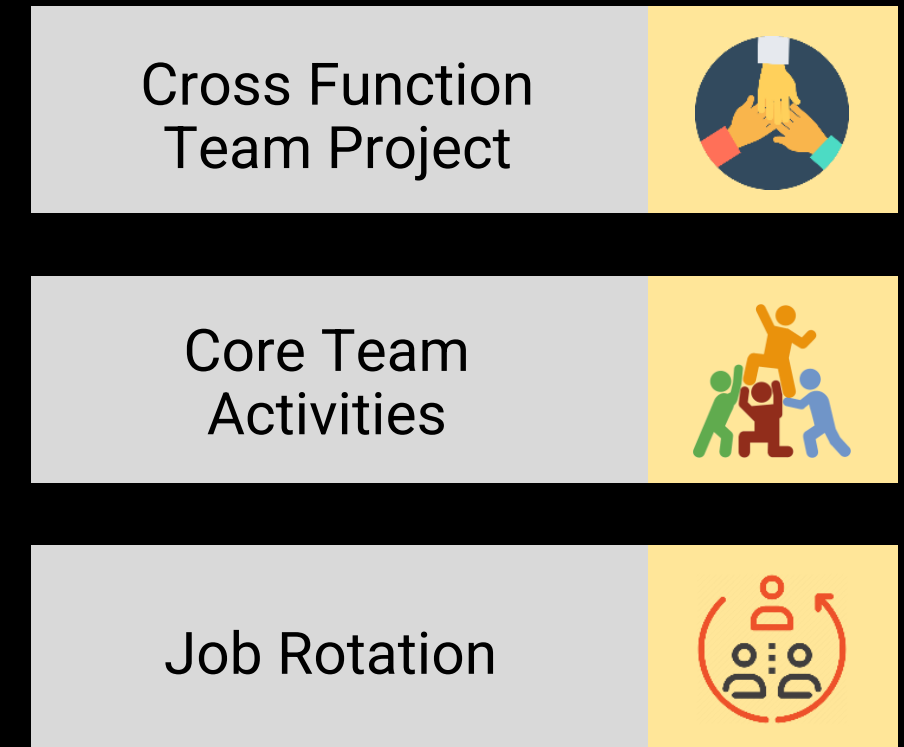 Cross Function
Team Project
Core Team
Activities
Job Rotation